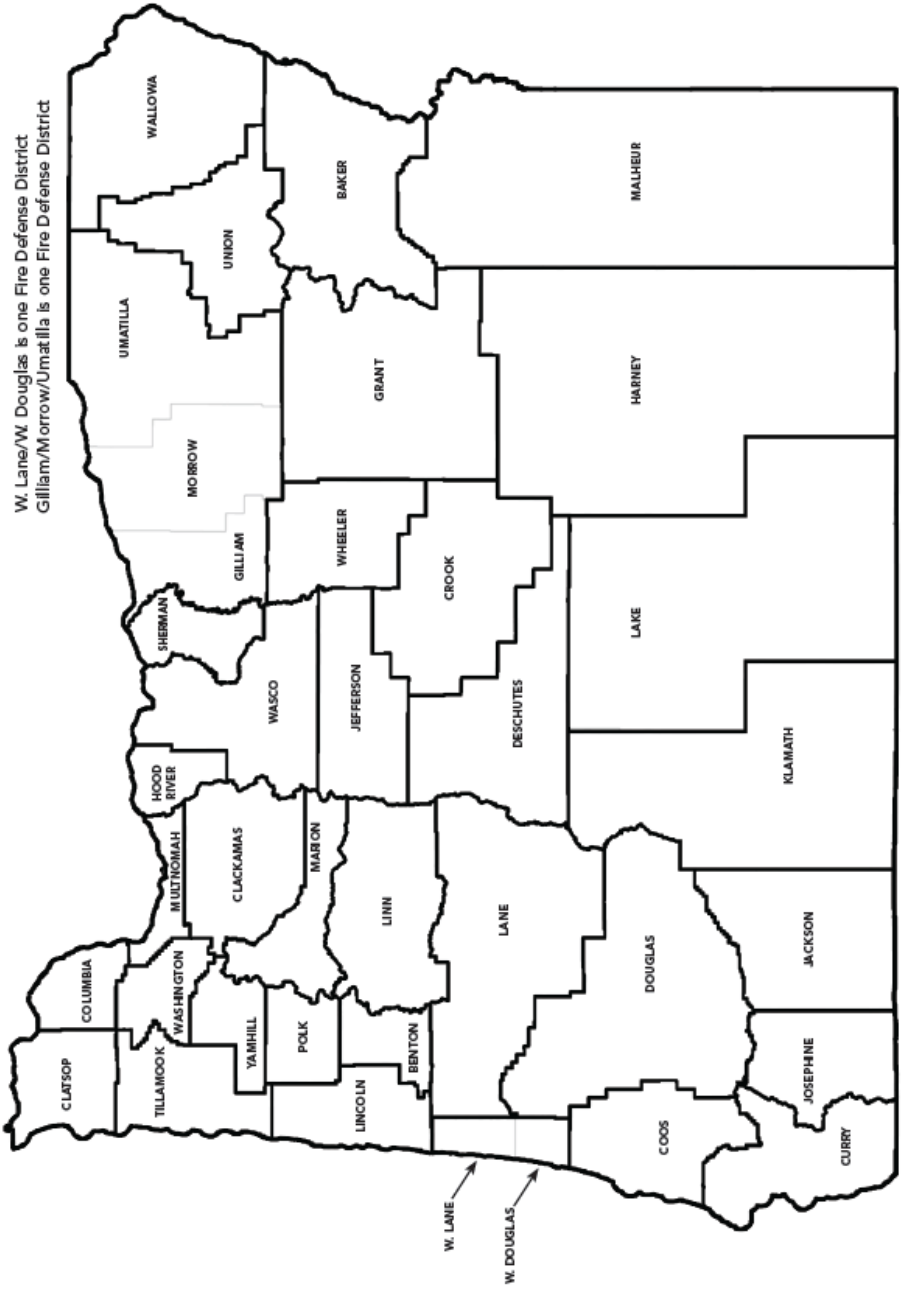 W. Lane/W. Douglas is one Fire Defense District
Gilliam/Morrow/Umatilla is one Fire Defense District
CLATSOP
COLUMBIA
TILLAMOOK
WASHINGTON
MULTNOMAH
HOOD
RIVER
SHERMAN
GILLIAM
MORROW
UMATILLA
WALLOWA
UNION
YAMHILL
CLACKAMAS
WASCO
POLK
MARION
LINCOLN
BENTON
LINN
JEFFERSON
WHEELER
GRANT
BAKER
W. LANE
LANE
CROOK
W. DOUGLAS
DESCHUTES
COOS
DOUGLAS
LAKE
HARNEY
MALHEUR
KLAMATH
CURRY
JOSEPHINE
JACKSON